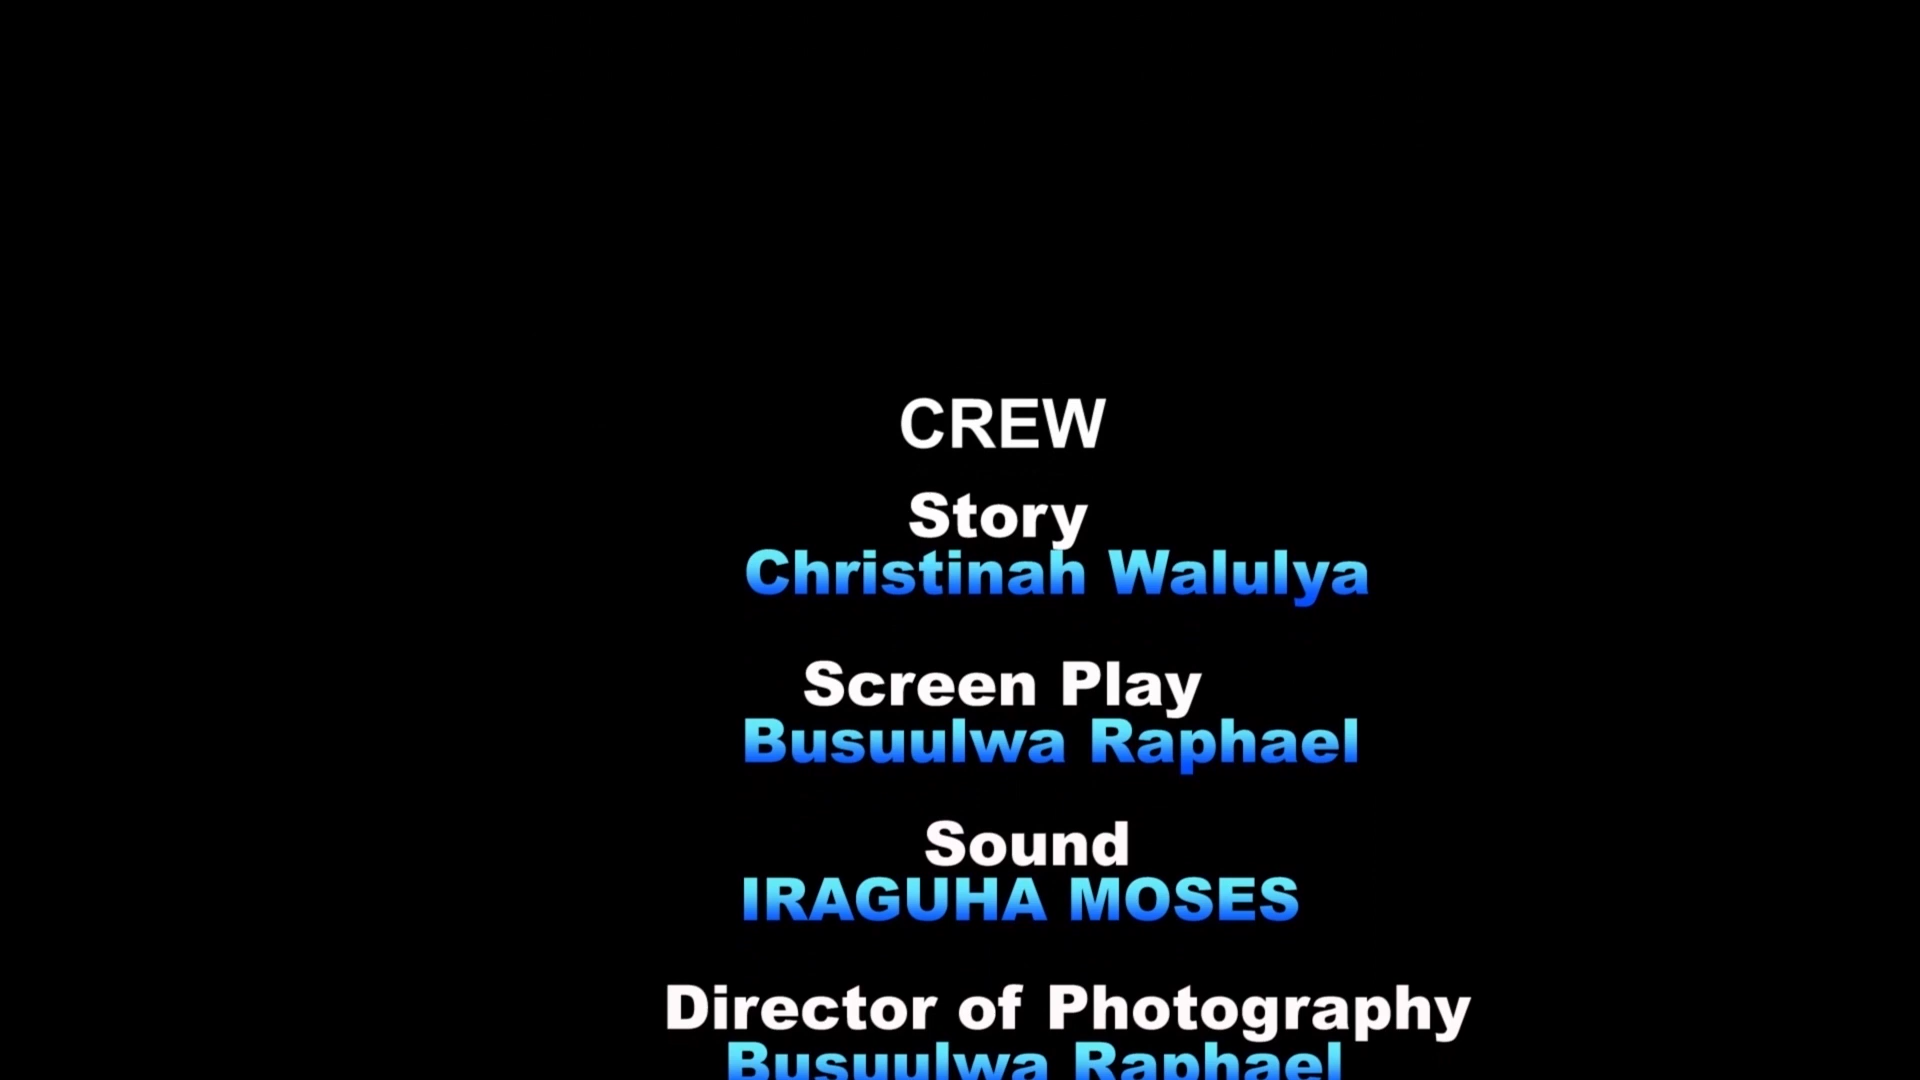 CREW
Story
Christinah Walulya
Screen Play
Busuulwa Raphael
Sound
IRAGUHA MOSES
Director of Photography
Busuulwa Raphael